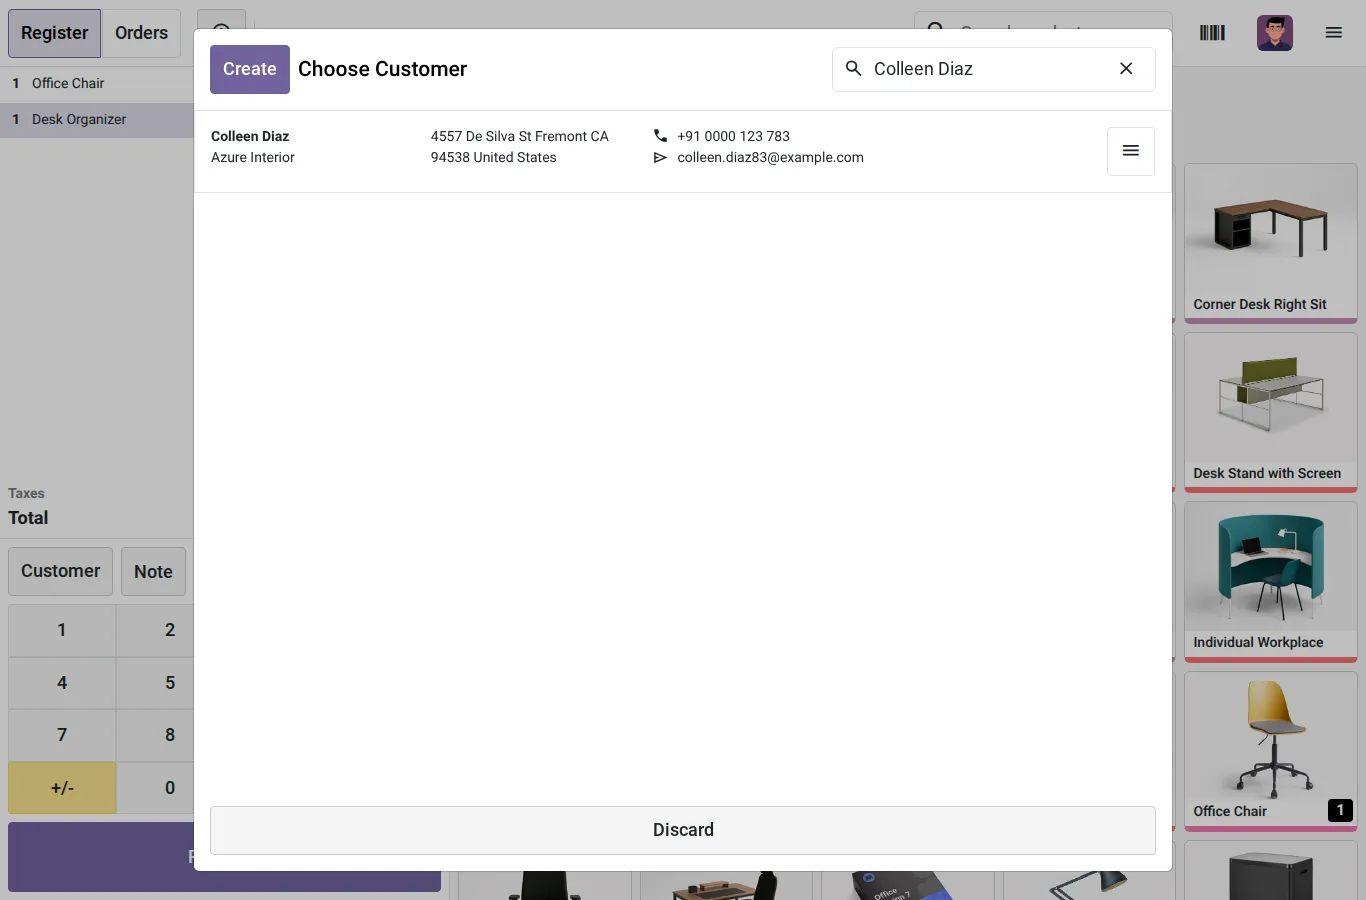 Register
Orders
1 Office Chair
1 Desk Organizer
Create
Choose Customer
Colleen Diaz
Colleen Diaz
Azure Interior
4557 De Silva St Fremont CA
94538 United States
+91 0000 123 783
colleen.diaz83@example.com
Discard
Taxes
Total
Customer
Note
1
2
4
5
7
8
+/-
0
Corner Desk Right Sit
Desk Stand with Screen
Individual Workplace
Office Chair
1
Office